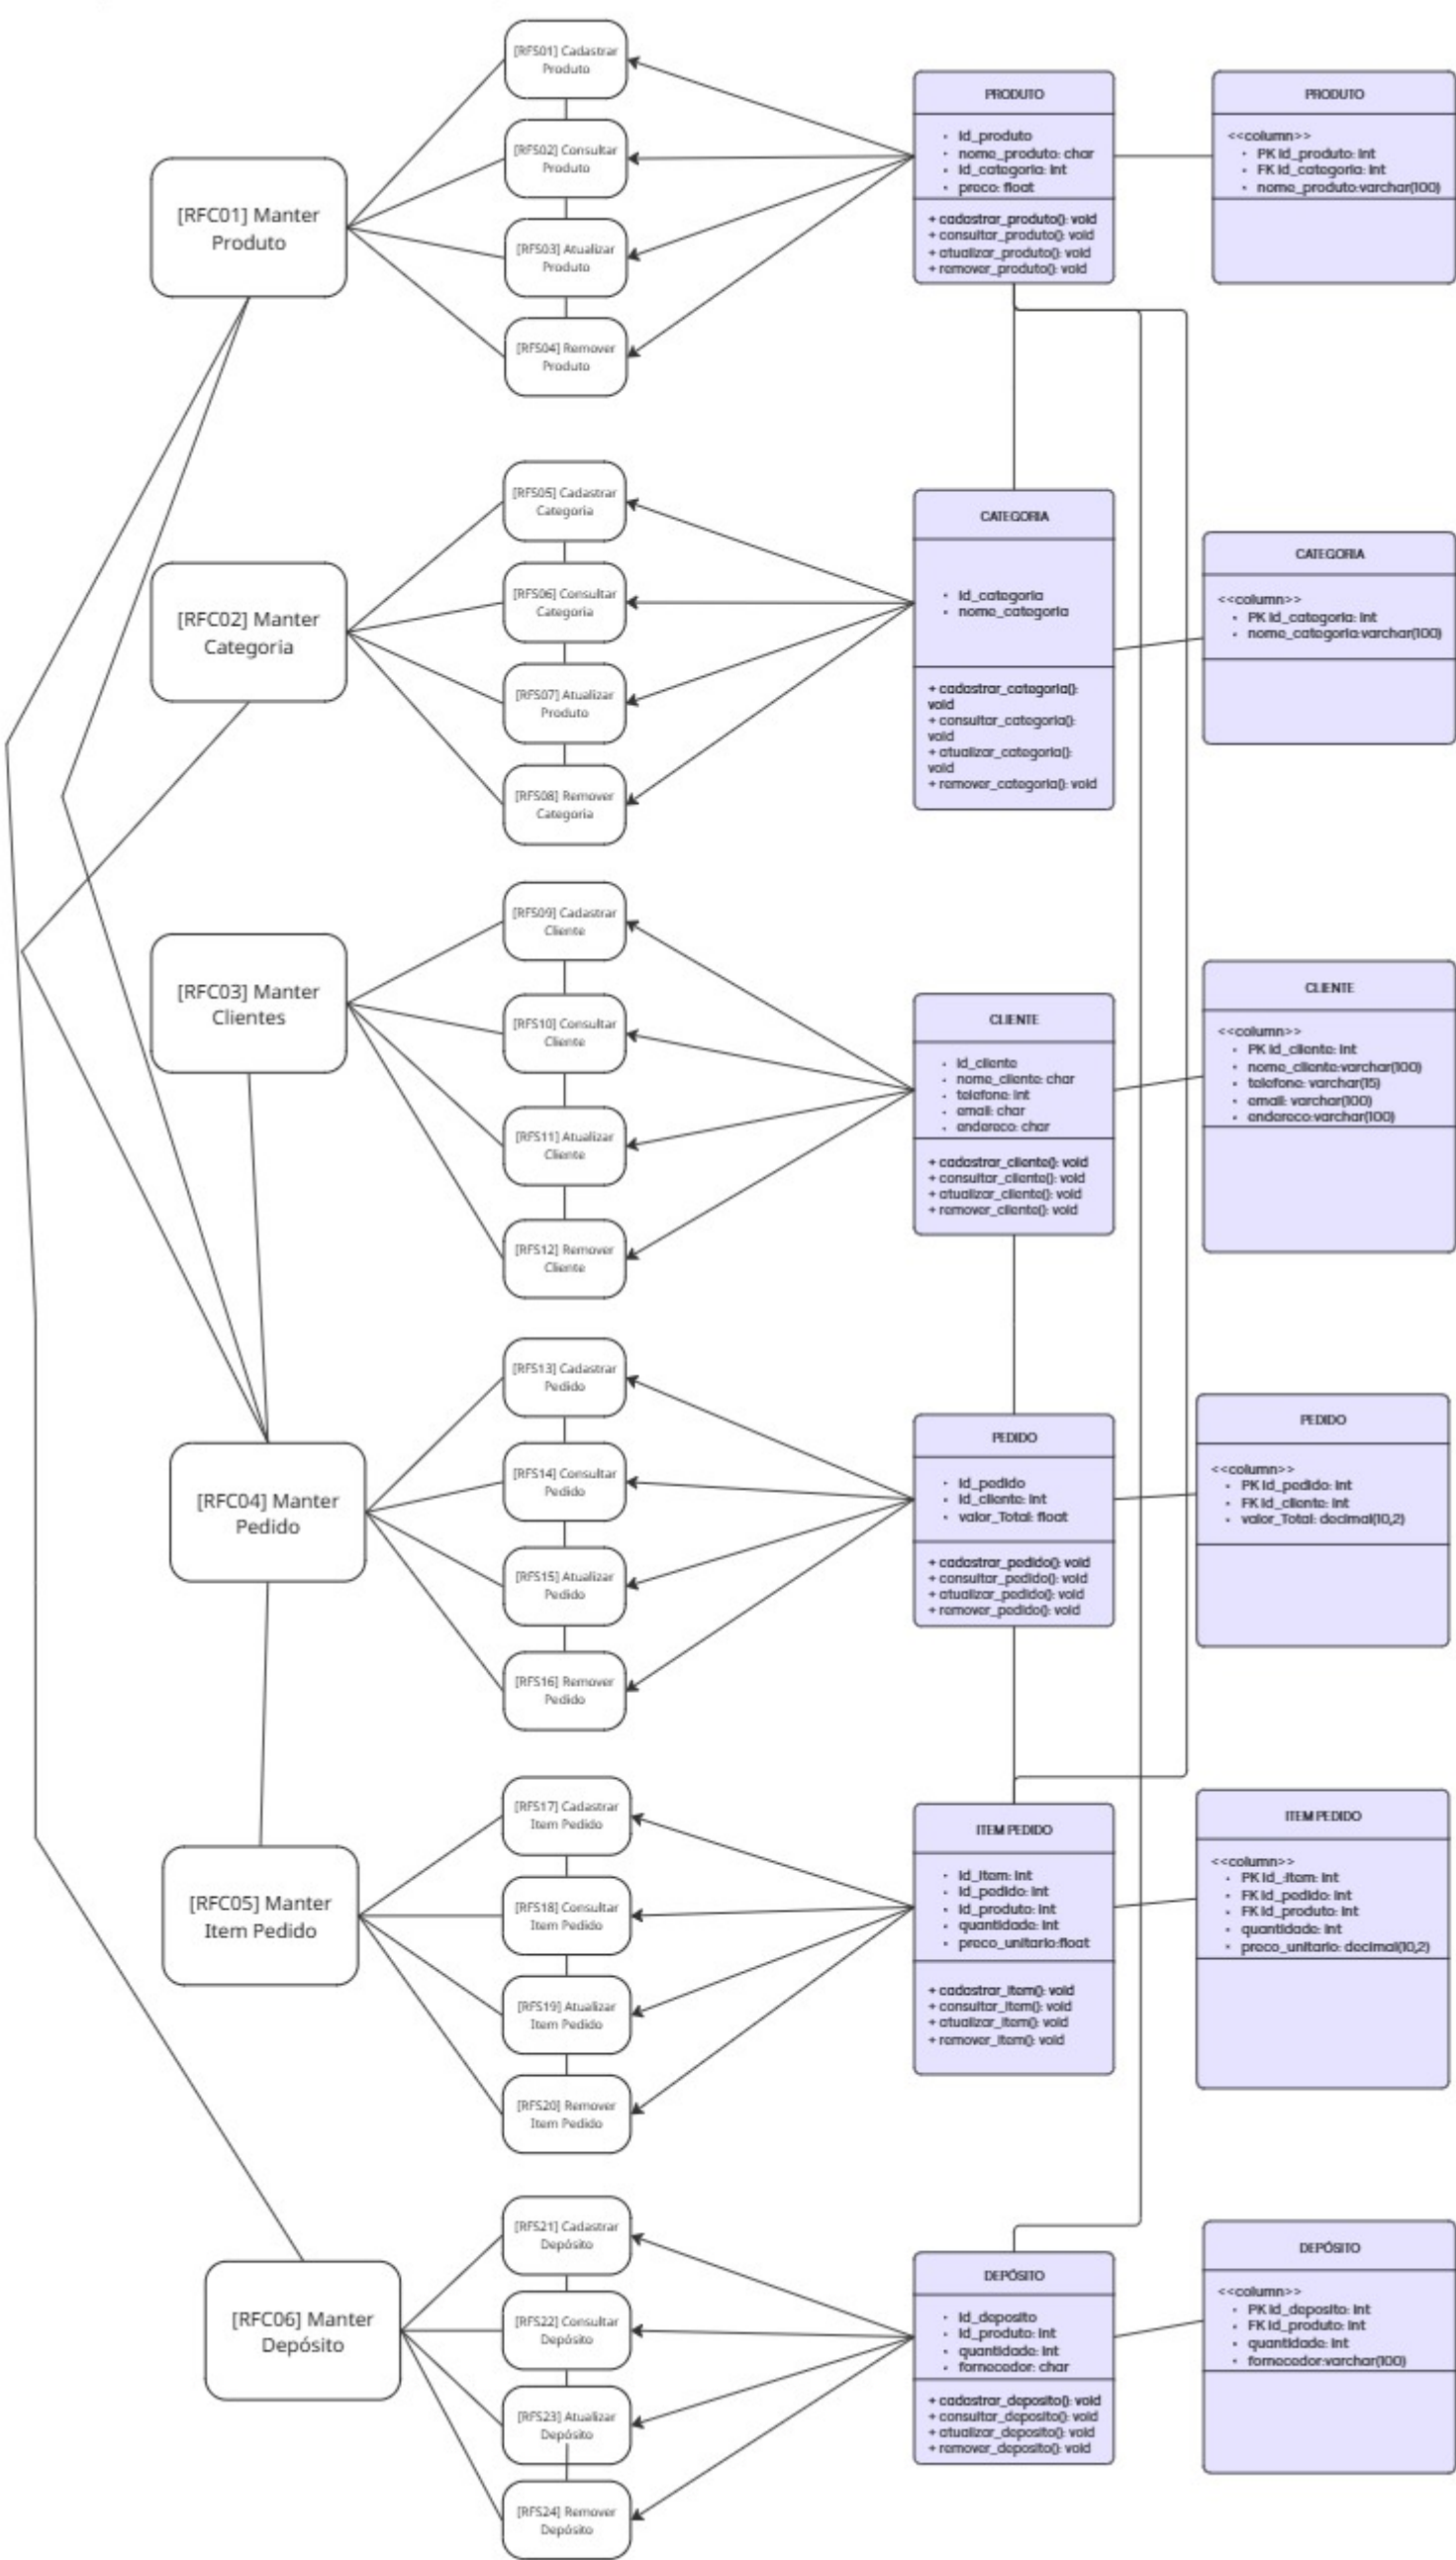 [RFS01] Cadastrar
Produto
[RFS02] Consultar
Produto
[RFC01] Manter
Produto
[RFS03] Atualizar
Produto
[RFS04] Remover
Produto
PRODUTO
id_produto
nome_produto: char
id_categoria: int
preco: float
+ cadastrar_produto(): void
+ consultar_produto(): void
+ atualizar_produto(): void
+ remover_produto(): void
PRODUTO
<<column>>
PK id_produto: int
FK id_categoria: int
nome_produto:varchar(100)
[RFS05] Cadastrar
Categoria
[RFS06] Consultar
Categoria
[RFC02] Manter
Categoria
[RFS07] Atualizar
Produto
[RFS08] Remover
Categoria
CATEGORIA
id_categoria
nome_categoria
+ cadastrar_categoria():
void
+ consultar_categoria():
void
+ atualizar_categoria():
void
+ remover_categoria(): void
CATEGORIA
<<column>>
PK id_categoria: int
nome_categoria:varchar(100)
[RFS09] Cadastrar
Cliente
[RFC03] Manter
Clientes
[RFS10] Consultar
Cliente
[RFS11] Atualizar
Cliente
[RFS12] Remover
Cliente
CLIENTE
id_cliente
nome_cliente: char
telefone: int
email: char
endereco: char
+ cadastrar_cliente(): void
+ consultar_cliente(): void
+ atualizar_cliente(): void
+ remover_cliente(): void
CLIENTE
<<column>>
PK id_cliente: int
nome_cliente:varchar(100)
telefone: varchar(15)
email: varchar(100)
endereco:varchar(100)
[RFS13] Cadastrar
Pedido
[RFS14] Consultar
Pedido
[RFC04] Manter
Pedido
[RFS15] Atualizar
Pedido
[RFS16] Remover
Pedido
PEDIDO
id_pedido
id_cliente: int
valor_Total: float
+ cadastrar_pedido(): void
+ consultar_pedido(): void
+ atualizar_pedido(): void
+ remover_pedido(): void
PEDIDO
<<column>>
PK id_pedido: int
FK id_cliente: int
valor_Total: decimal(10,2)
[RFS17] Cadastrar
Item Pedido
[RFC05] Manter
Item Pedido
[RFS18] Consultar
Item Pedido
[RFS19] Atualizar
Item Pedido
[RFS20] Remover
Item Pedido
ITEM PEDIDO
id_item: int
id_pedido: int
id_produto: int
quantidade: int
preco_unitario:float
+ cadastrar_item(): void
+ consultar_item(): void
+ atualizar_item(): void
+ remover_item(): void
ITEM PEDIDO
<<column>>
PK id_:item: int
FK id_pedido: int
FK id_produto: int
quantidade: int
preco_unitario: decimal(10,2)
[RFS21] Cadastrar
Depósito
[RFS22] Consultar
Depósito
[RFC06] Manter
Depósito
[RFS23] Atualizar
Depósito
[RFS24] Remover
Depósito
DEPÓSITO
id_deposito
id_produto: int
quantidade: int
fornecedor: char
+ cadastrar_deposito(): void
+ consultar_deposito(): void
+ atualizar_deposito(): void
+ remover_deposito(): void
DEPÓSITO
<<column>>
PK id_deposito: int
FK id_produto: int
quantidade: int
fornecedor:varchar(100)